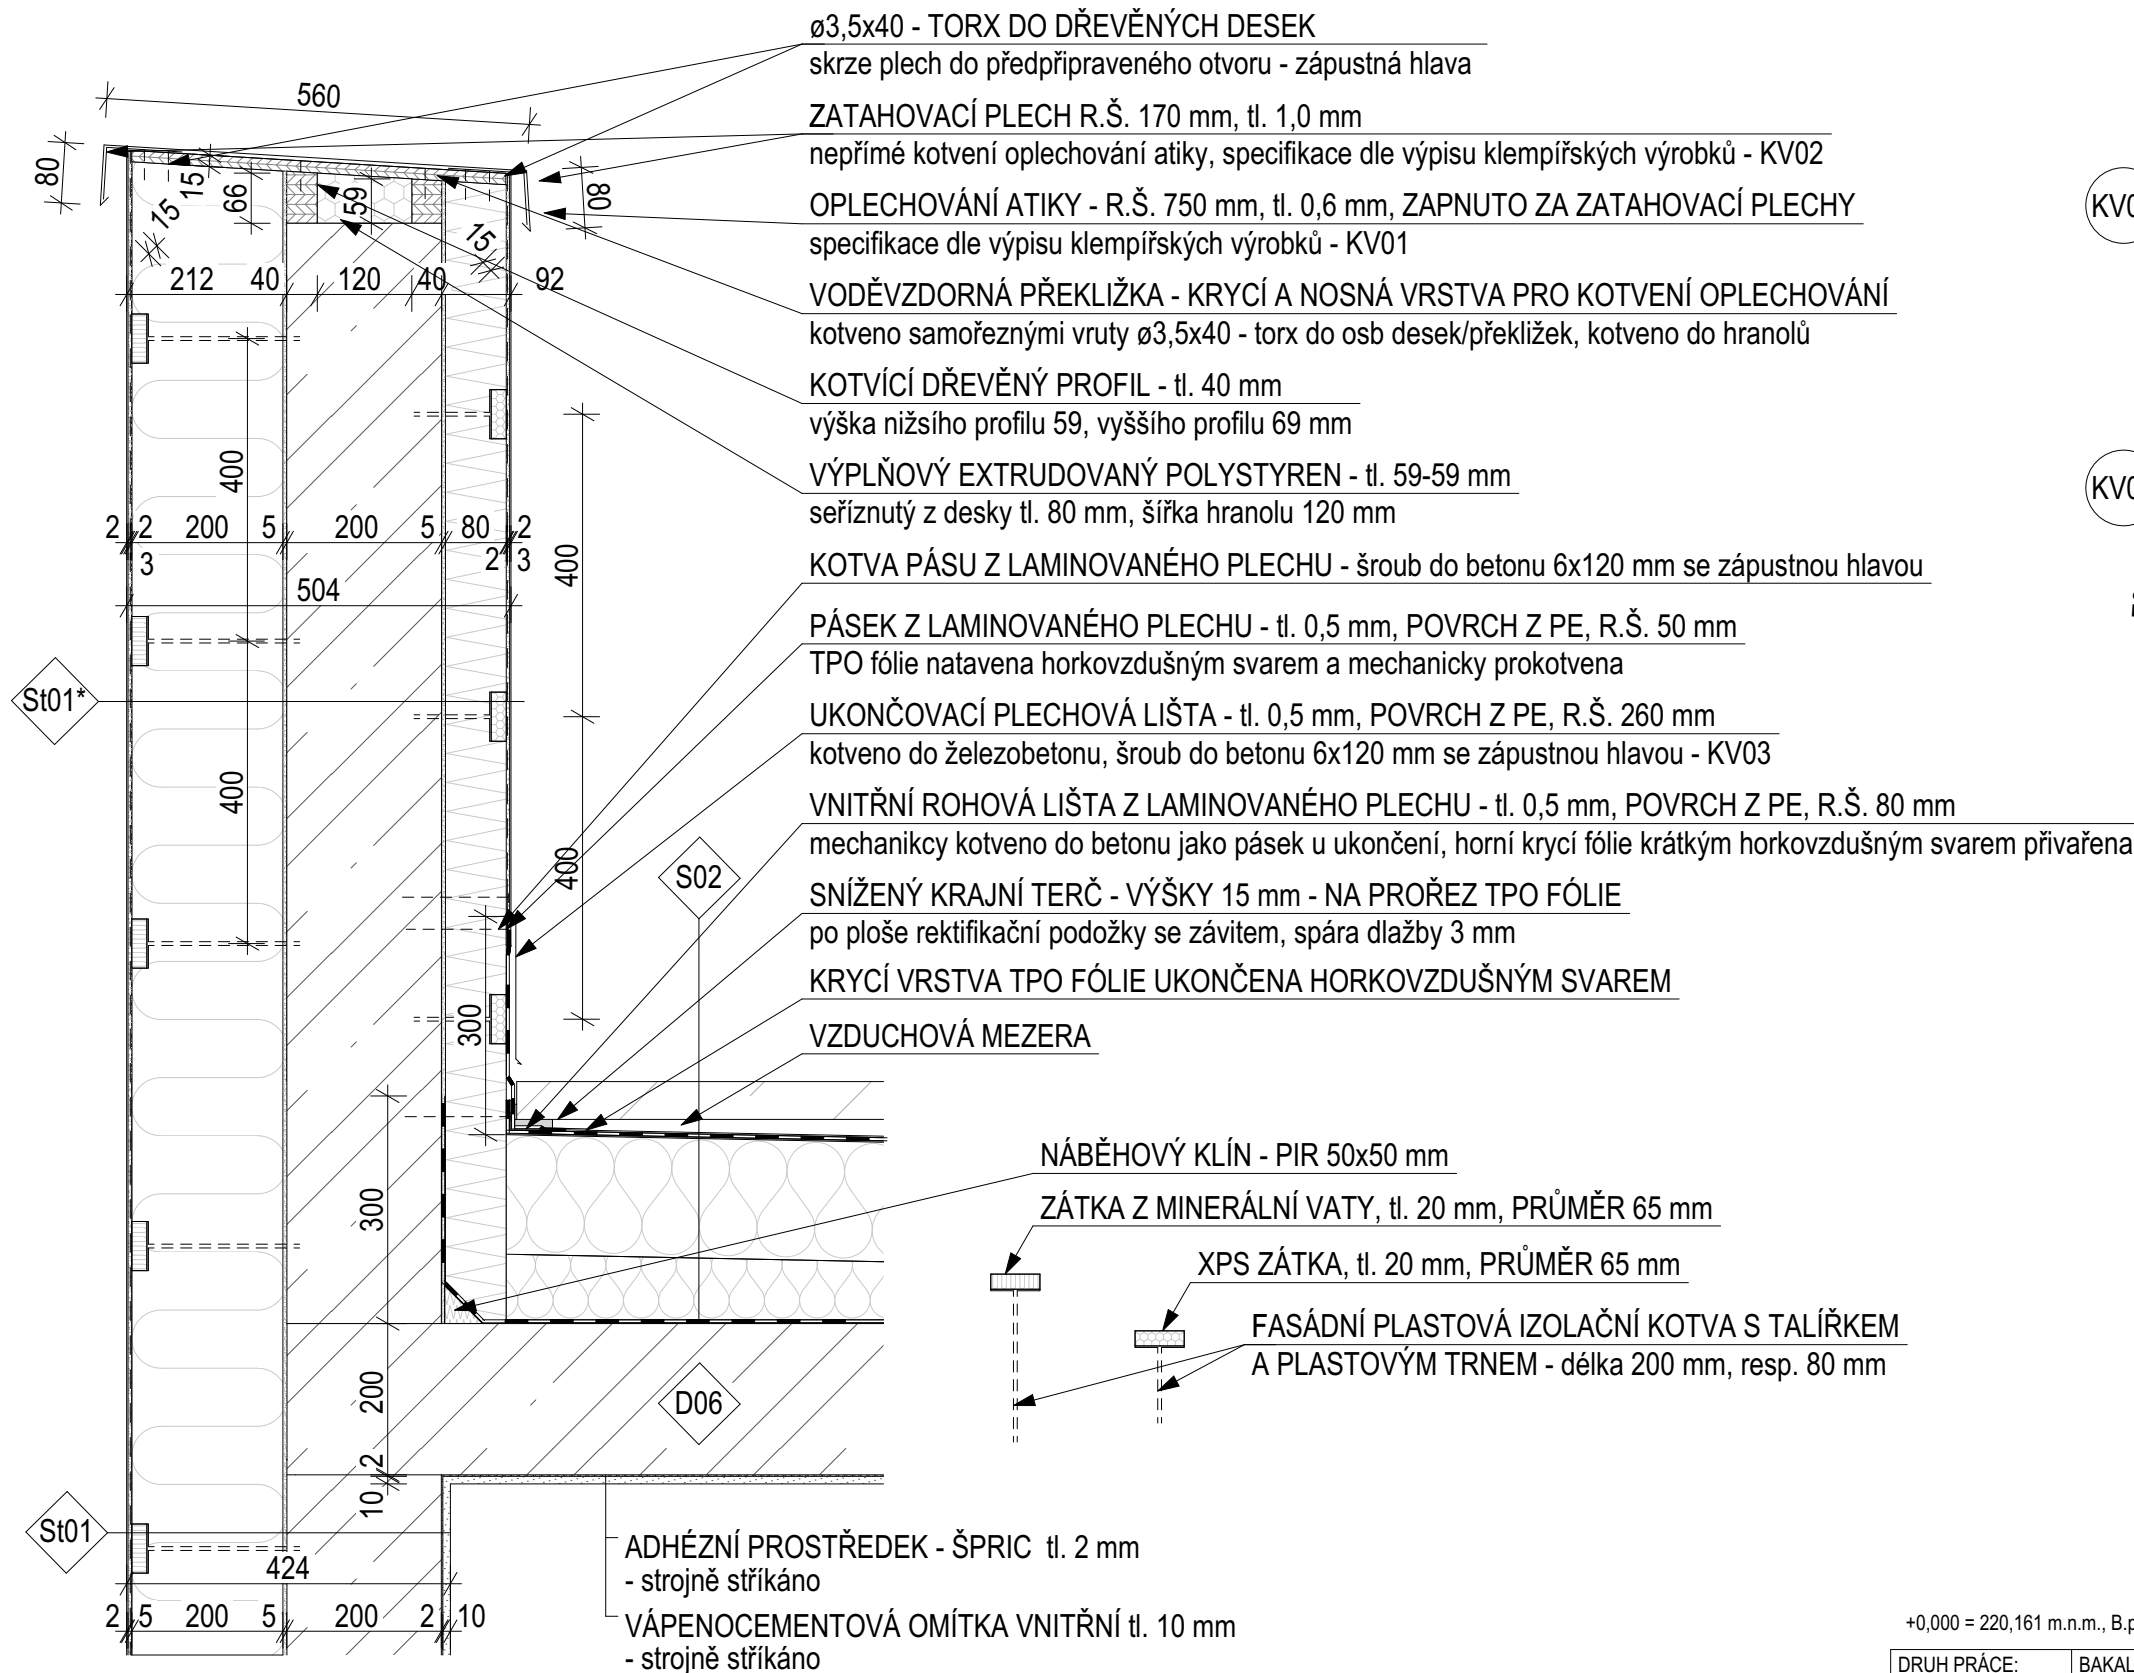 ø3,5x40 - TORX DO DŘEVĚNÝCH DESEK
skrze plech do předpřipraveného otvoru - zápustná hlava
ZATAHOVACÍ PLECH R.Š. 170 mm, tl. 1,0 mm
nepřímé kotvení oplechování atiky, specifikace dle výpisu klempířských výrobků - KV02
OPLECHOVÁNÍ ATIKY - R.Š. 750 mm, tl. 0,6 mm, ZAPNUTO ZA ZATAHOVACÍ PLECHY
specifikace dle výpisu klempířských výrobků - KV01
VODĚVZDORNÁ PŘEKLIŽKA - KRYCÍ A NOSNÁ VRSTVA PRO KOTVENÍ OPLECHOVÁNÍ
kotveno samořeznými vruty ø3,5x40 - torx do osb desek/překližek, kotveno do hranolů
KOTVÍCÍ DŘEVĚNÝ PROFIL - tl. 40 mm
výška nižsího profilu 59, vyššího profilu 69 mm
VÝPLŇOVÝ EXTRUDOVANÝ POLYSTYREN - tl. 59-59 mm
seříznutý z desky tl. 80 mm, šířka hranolu 120 mm
KOTVA PÁSU Z LAMINOVANÉHO PLECHU - šroub do betonu 6x120 mm se zápustnou hlavou
PÁSEK Z LAMINOVANÉHO PLECHU - tl. 0,5 mm, POVRCH Z PE, R.Š. 50 mm
TPO fólie natavena horkovzdušným svarem a mechanicky prokotvena
UKONČOVACÍ PLECHOVÁ LIŠTA - tl. 0,5 mm, POVRCH Z PE, R.Š. 260 mm
kotveno do železobetonu, šroub do betonu 6x120 mm se zápustnou hlavou - KV03
VNITŘNÍ ROHOVÁ LIŠTA Z LAMINOVANÉHO PLECHU - tl. 0,5 mm, POVRCH Z PE, R.Š. 80 mm
mechanikcy kotveno do betonu jako pásek u ukončení, horní krycí fólie krátkým horkovzdušným svarem přivařena
SNÍŽENÝ KRAJNÍ TERČ - VÝŠKY 15 mm - NA PROŘEZ TPO FÓLIE
po ploše rektifikační podožky se závitem, spára dlažby 3 mm
KRYCÍ VRSTVA TPO FÓLIE UKONČENA HORKOVZDUŠNÝM SVAREM
VZDUCHOVÁ MEZERA
NÁBĚHOVÝ KLÍN - PIR 50x50 mm
ZÁTKA Z MINERÁLNÍ VATY, tl. 20 mm, PRŮMĚR 65 mm
XPS ZÁTKA, tl. 20 mm, PRŮMĚR 65 mm
FASÁDNÍ PLASTOVÁ IZOLAČNÍ KOTVA S TALÍŘKEM
A PLASTOVÝM TRNEM - délka 200 mm, resp. 80 mm
ADHÉZNÍ PROSTŘEDEK - ŠPRIC tl. 2 mm
- strojně stříkáno
VÁPENOCEMENTOVÁ OMÍTKA VNITŘNÍ tl. 10 mm
- strojně stříkáno
560
80
15
66
59
80
15
15
212 40 120 40 92
400
2 2 200 5 200 5 80 2
3 2 3
400
504
St01*
400
400
S02
300
300
200
D06
2
10
St01
424
2 5 200 5 200 2 10
+0,000 = 220,161 m.n.m., B.p
DRUH PRÁCE:
BAKAL